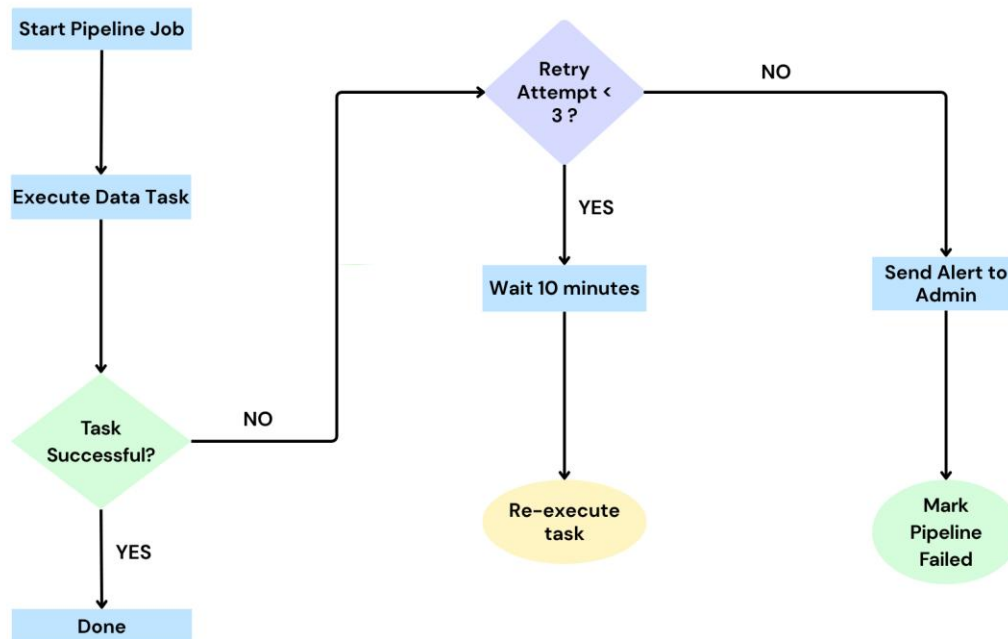 Start Pipeline Job
Execute Data Task
Task
Successful?
YES
Done
NO
Retry
Attempt <
3 ?
YES
Wait 10 minutes
Re-execute
task
NO
Send Alert to
Admin
Mark
Pipeline
Failed